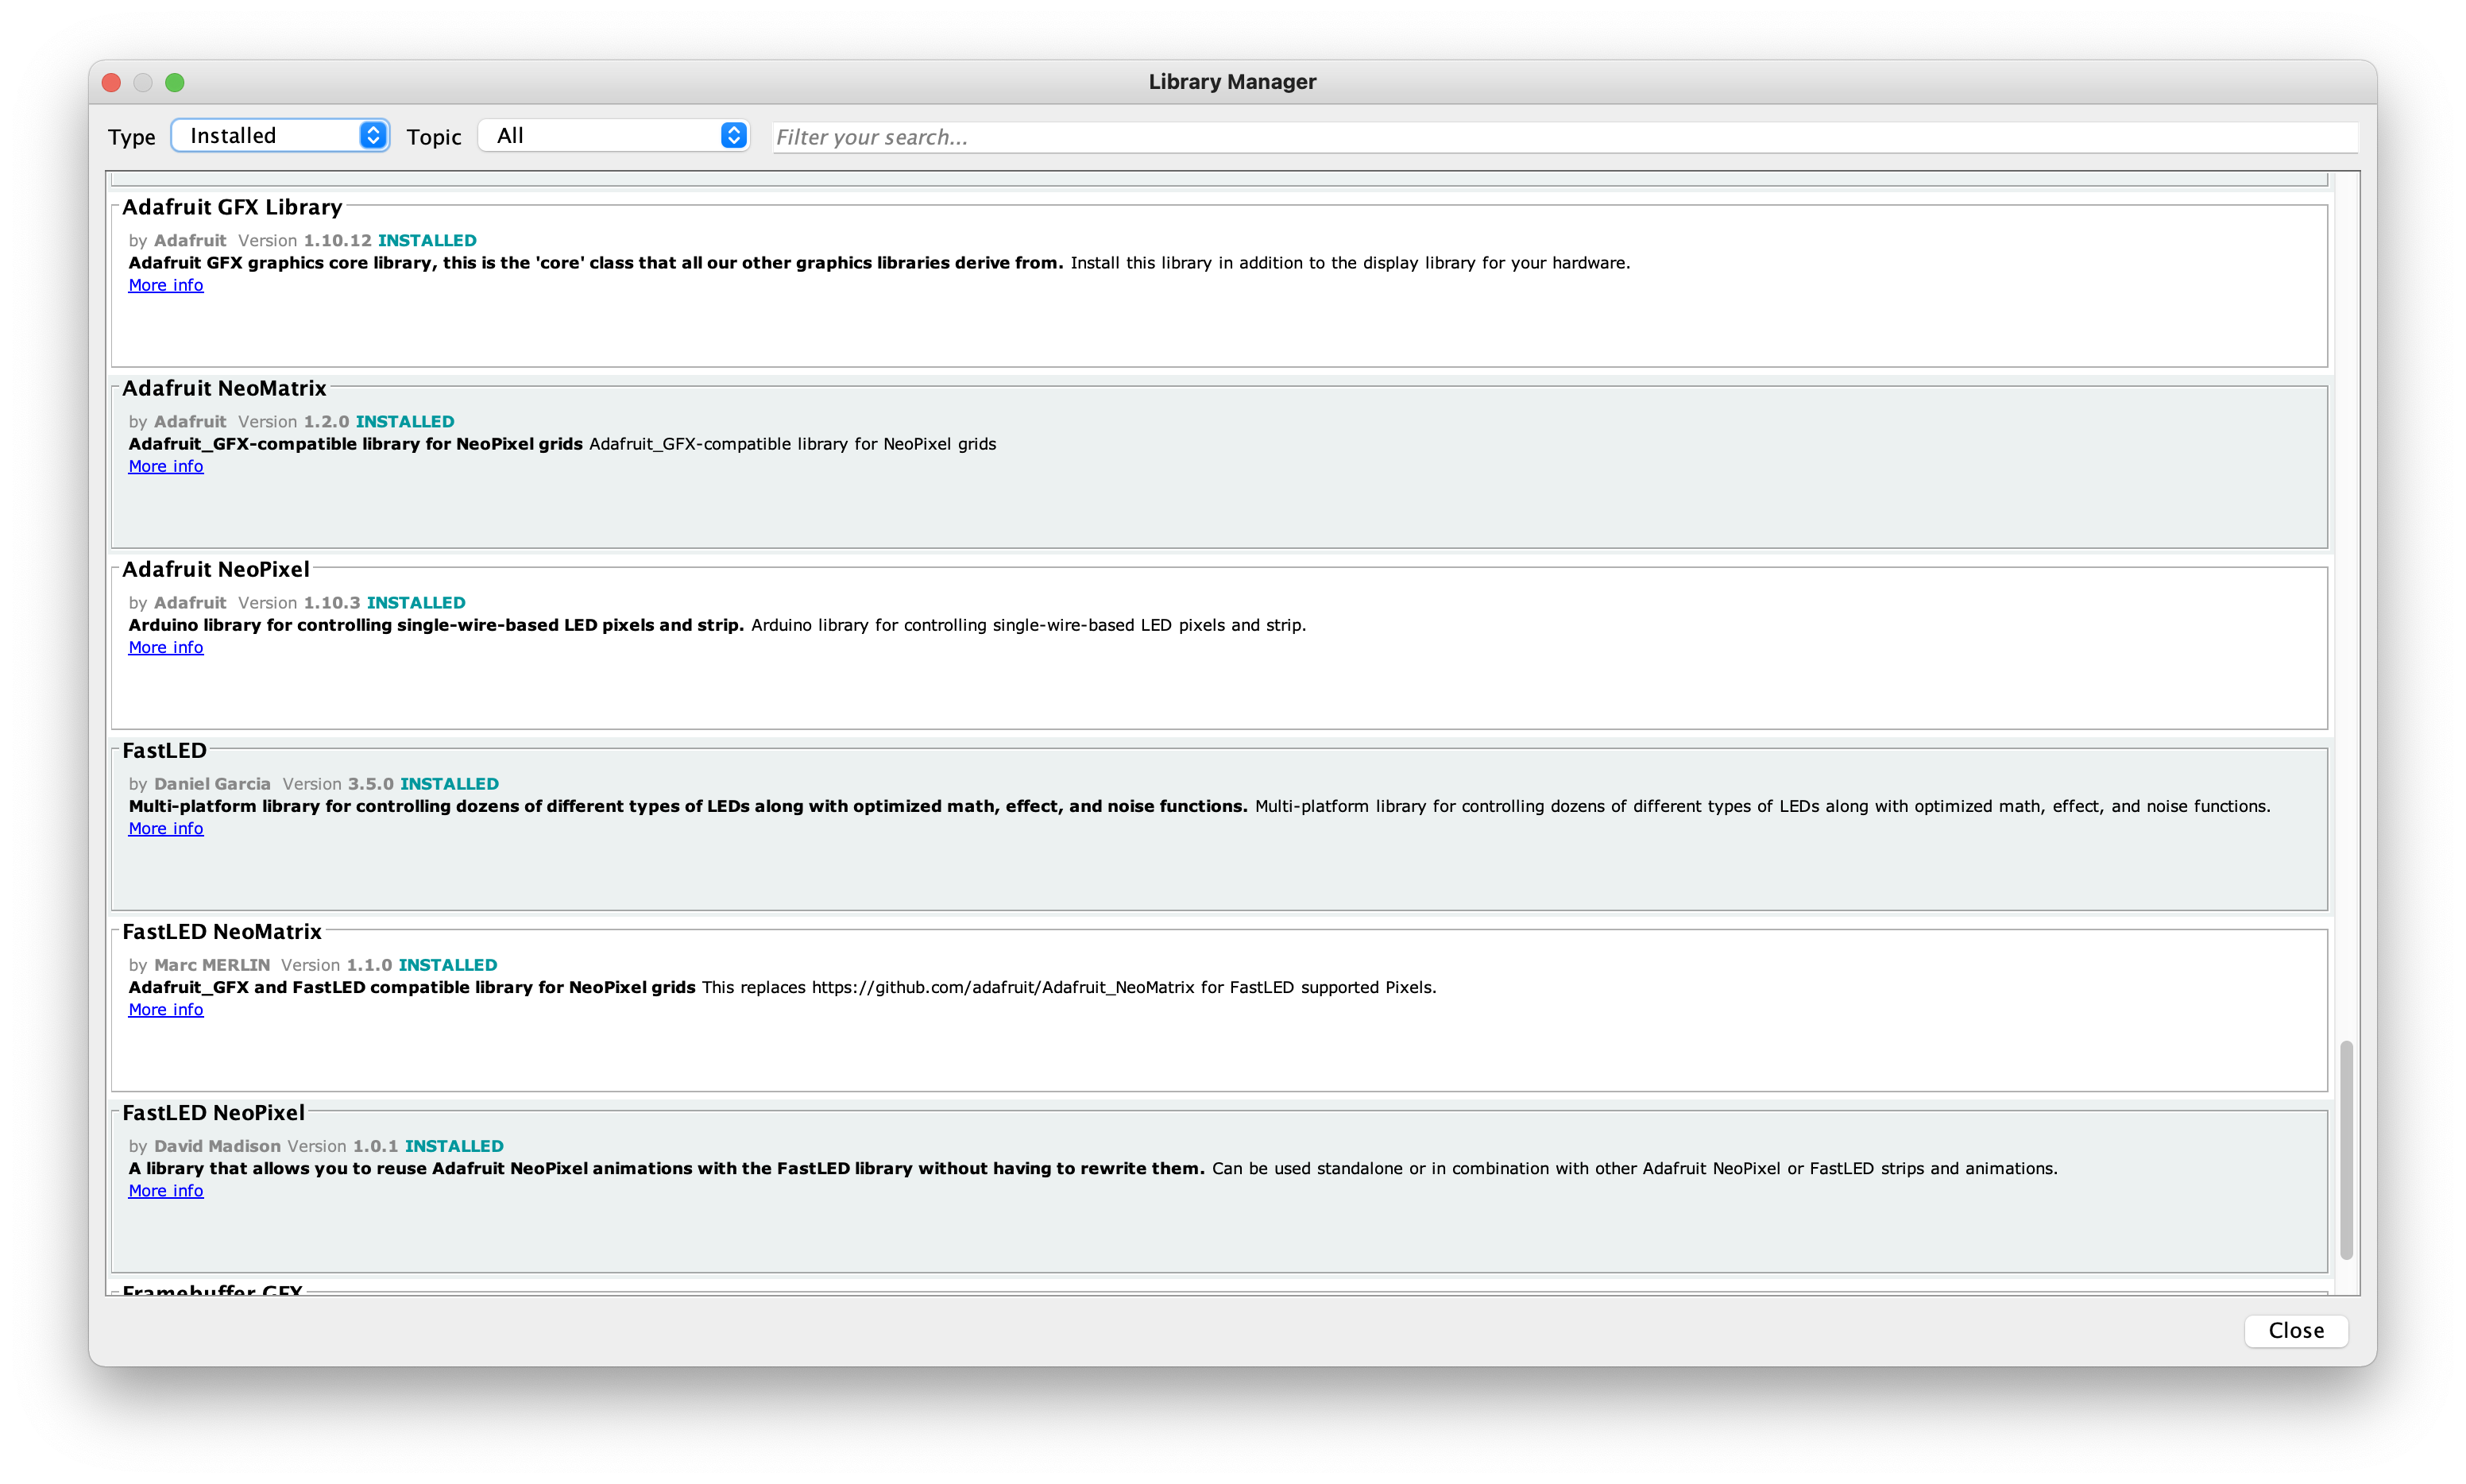 Library Manager
Type Installed Topic All Filter your search...
Adafruit GFX Library
by Adafruit Version 1.10.12 INSTALLED
Adafruit GFX graphics core library, this is the 'core' class that all our other graphics libraries derive from. Install this library in addition to the display library for your hardware.
More info
Adafruit NeoMatrix
by Adafruit Version 1.2.0 INSTALLED
Adafruit_GFX-compatible library for NeoPixel grids Adafruit_GFX-compatible library for NeoPixel grids
More info
Adafruit NeoPixel
by Adafruit Version 1.10.3 INSTALLED
Arduino library for controlling single-wire-based LED pixels and strip. Arduino library for controlling single-wire-based LED pixels and strip.
More info
FastLED
by Daniel Garcia Version 3.5.0 INSTALLED
Multi-platform library for controlling dozens of different types of LEDs along with optimized math, effect, and noise functions. Multi-platform library for controlling dozens of different types of LEDs along with optimized math, effect, and noise functions.
More info
FastLED NeoMatrix
by Marc MERLIN Version 1.1.0 INSTALLED
Adafruit_GFX and FastLED compatible library for NeoPixel grids This replaces https://github.com/adafruit/Adafruit_NeoMatrix for FastLED supported Pixels.
More info
FastLED NeoPixel
by David Madison Version 1.0.1 INSTALLED
A library that allows you to reuse Adafruit NeoPixel animations with the FastLED library without having to rewrite them. Can be used standalone or in combination with other Adafruit NeoPixel or FastLED strips and animations.
More info
Framebuffer GFX
Close